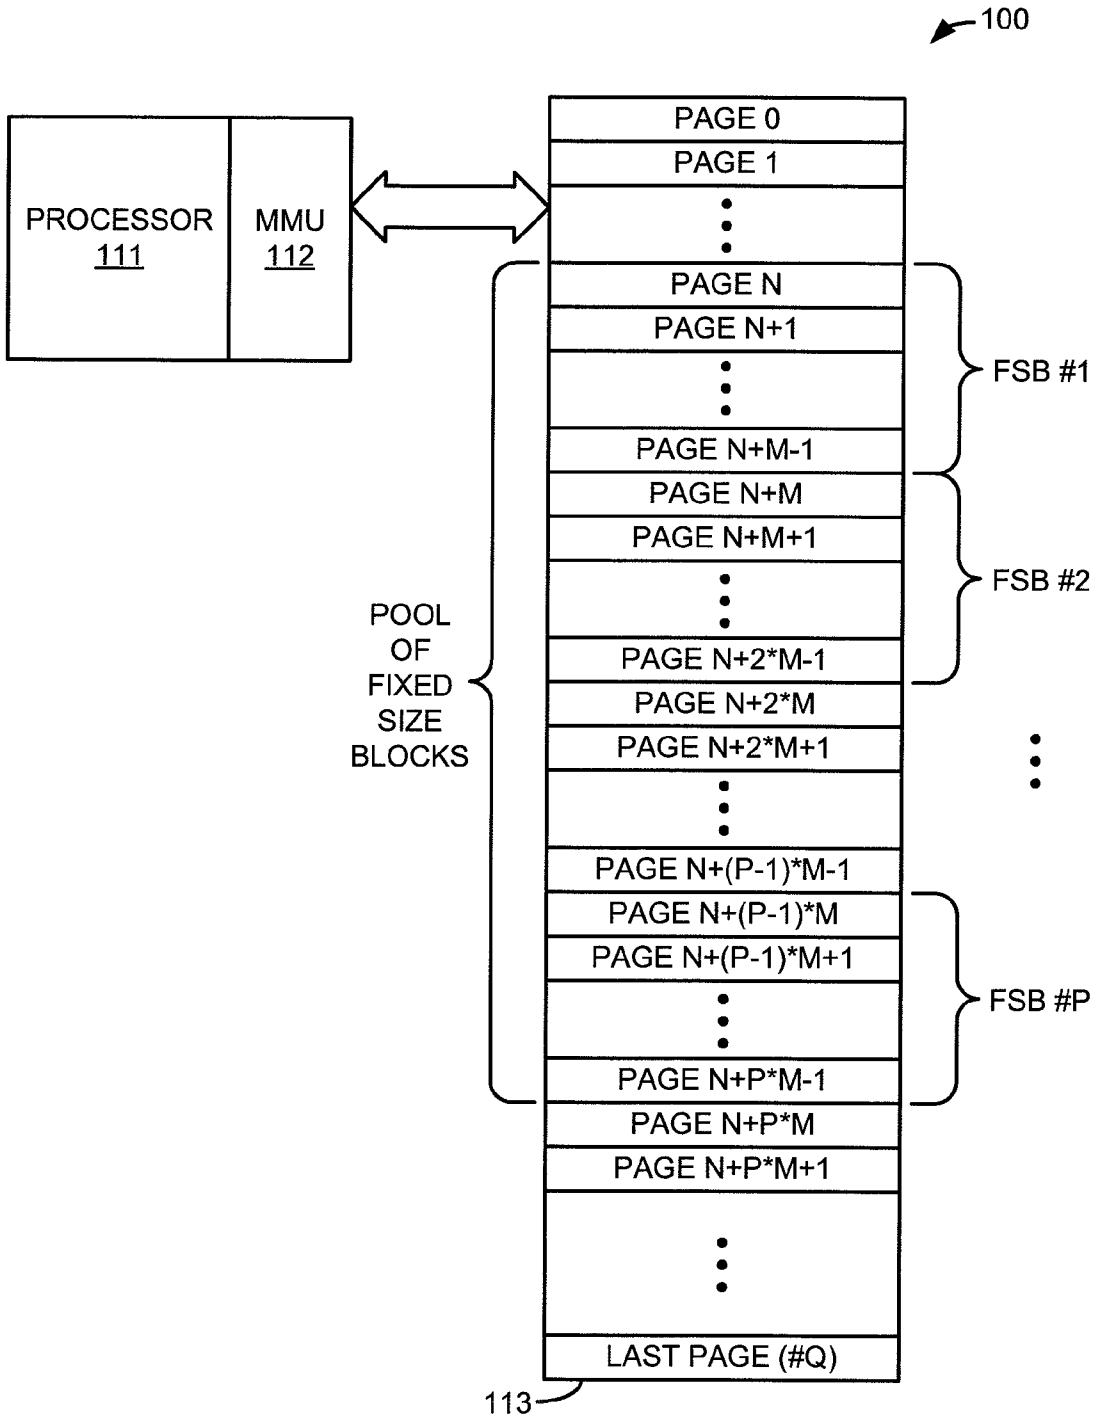 100
PROCESSOR
111
MMU
112
PAGE 0
PAGE 1
PAGE N
PAGE N+1
PAGE N+M-1
PAGE N+M
PAGE N+M+1
PAGE N+2*M-1
PAGE N+2*M
PAGE N+2*M+1
PAGE N+(P-1)*M-1
PAGE N+(P-1)*M
PAGE N+(P-1)*M+1
PAGE N+P*M-1
PAGE N+P*M
PAGE N+P*M+1
LAST PAGE (#Q)
POOL
OF
FIXED
SIZE
BLOCKS
FSB #1
FSB #2
FSB #P
113